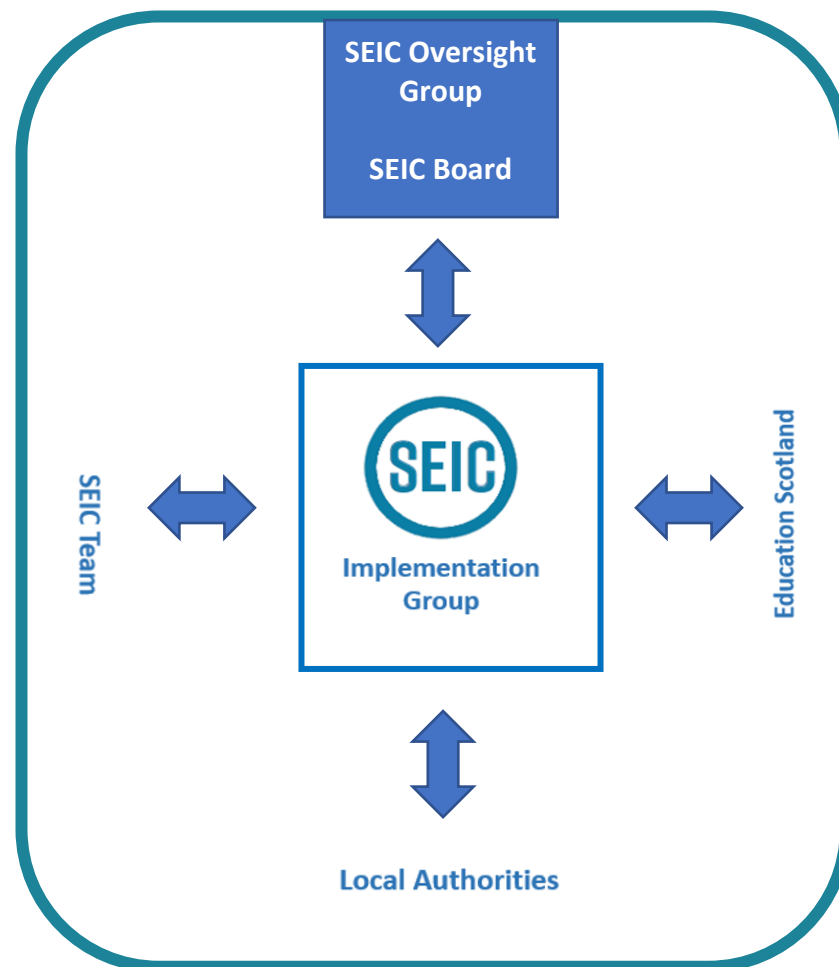 SEIC Oversight
Group
SEIC Board
SEIC
Implementation
Group
SEIC Team
Education Scotland
Local Authorities